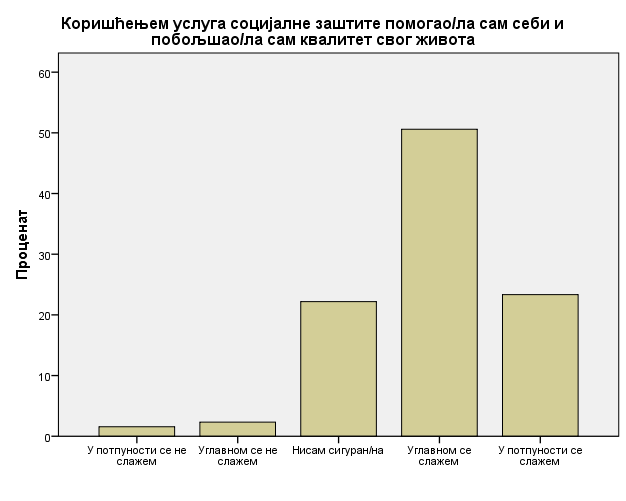 Коришћењем услуга социјалне заштите помогао/ла сам себи и
побољшао/ла сам квалитет свог живота
Проценат
60
50
40
30
20
10
0
У потпуности се не
слажем
Углавном се не
слажем
Нисам сигуран/на
Углавном се
слажем
У потпуности се
слажем